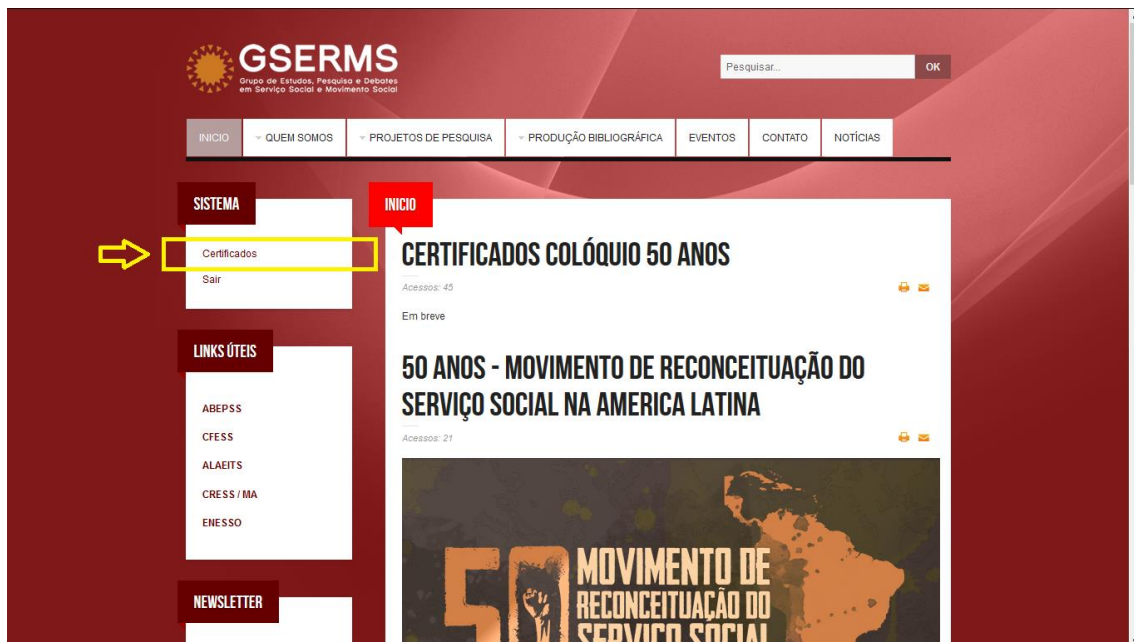 GSERMS
Grupo de Estudos, Pesquisa e Debates
em Serviço Social e Movimento Social
Pesquisar...
OK
INICIO
QUEM SOMOS
PROJETOS DE PESQUISA
PRODUÇÃO BIBLIOGRÁFICA
EVENTOS
CONTATO
NOTÍCIAS
SISTEMA
Certificados
Sair
LINKS ÚTEIS
ABEPSS
CFESS
ALAEITS
CRESS / MA
ENESSO
NEWSLETTER
INICIO
CERTIFICADOS COLÓQUIO 50 ANOS
Acessos: 45
Em breve
50 ANOS - MOVIMENTO DE RECONCEITUAÇÃO DO
SERVIÇO SOCIAL NA AMERICA LATINA
Acessos: 21
50
MOVIMENTO DE
RECONCEITUAÇÃO DO
SERVIÇO SOCIAL